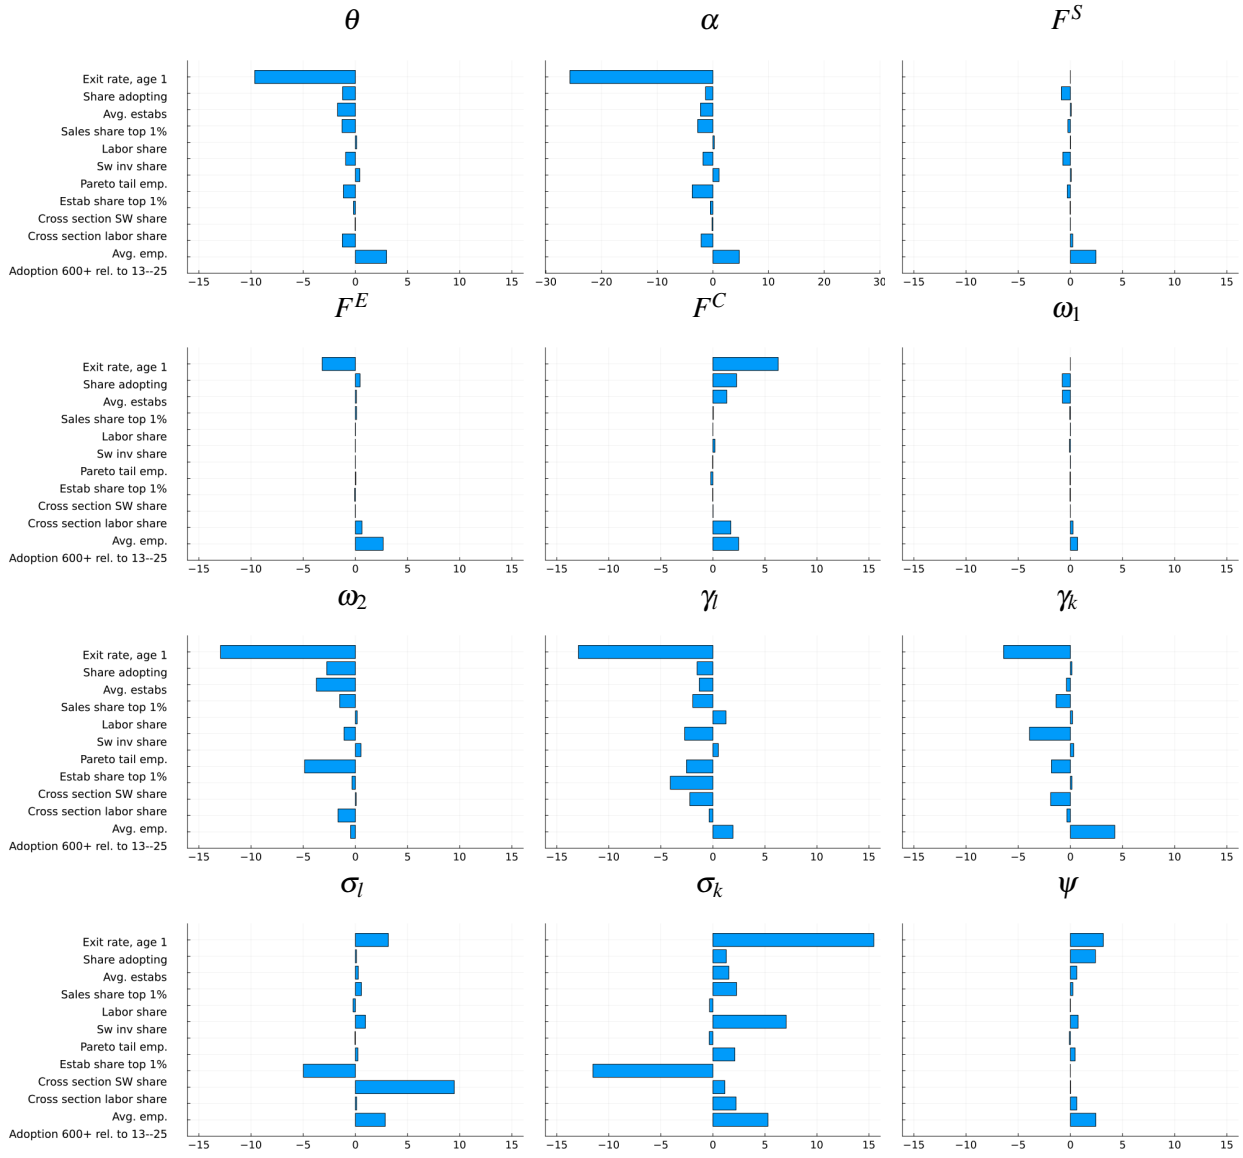 θ α F^S
Exit rate, age 1
Share adopting
Avg. estabs
Sales share top 1%
Labor share
Sw inv share
Pareto tail emp.
Estab share top 1%
Cross section SW share
Cross section labor share
Avg. emp.
Adoption 600+ rel. to 13--25
−15 −10 −5 0 5 10 15 −30 −20 −10 0 10 20 30 −15 −10 −5 0 5 10 15
F^E F^C ω₁
Exit rate, age 1
Share adopting
Avg. estabs
Sales share top 1%
Labor share
Sw inv share
Pareto tail emp.
Estab share top 1%
Cross section SW share
Cross section labor share
Avg. emp.
Adoption 600+ rel. to 13--25
−15 −10 −5 0 5 10 15 −15 −10 −5 0 5 10 15 −15 −10 −5 0 5 10 15
ω₂ γ_l γ_k
Exit rate, age 1
Share adopting
Avg. estabs
Sales share top 1%
Labor share
Sw inv share
Pareto tail emp.
Estab share top 1%
Cross section SW share
Cross section labor share
Avg. emp.
Adoption 600+ rel. to 13--25
−15 −10 −5 0 5 10 15 −15 −10 −5 0 5 10 15 −15 −10 −5 0 5 10 15
σ_l σ_k ψ
Exit rate, age 1
Share adopting
Avg. estabs
Sales share top 1%
Labor share
Sw inv share
Pareto tail emp.
Estab share top 1%
Cross section SW share
Cross section labor share
Avg. emp.
Adoption 600+ rel. to 13--25
−15 −10 −5 0 5 10 15 −15 −10 −5 0 5 10 15 −15 −10 −5 0 5 10 15